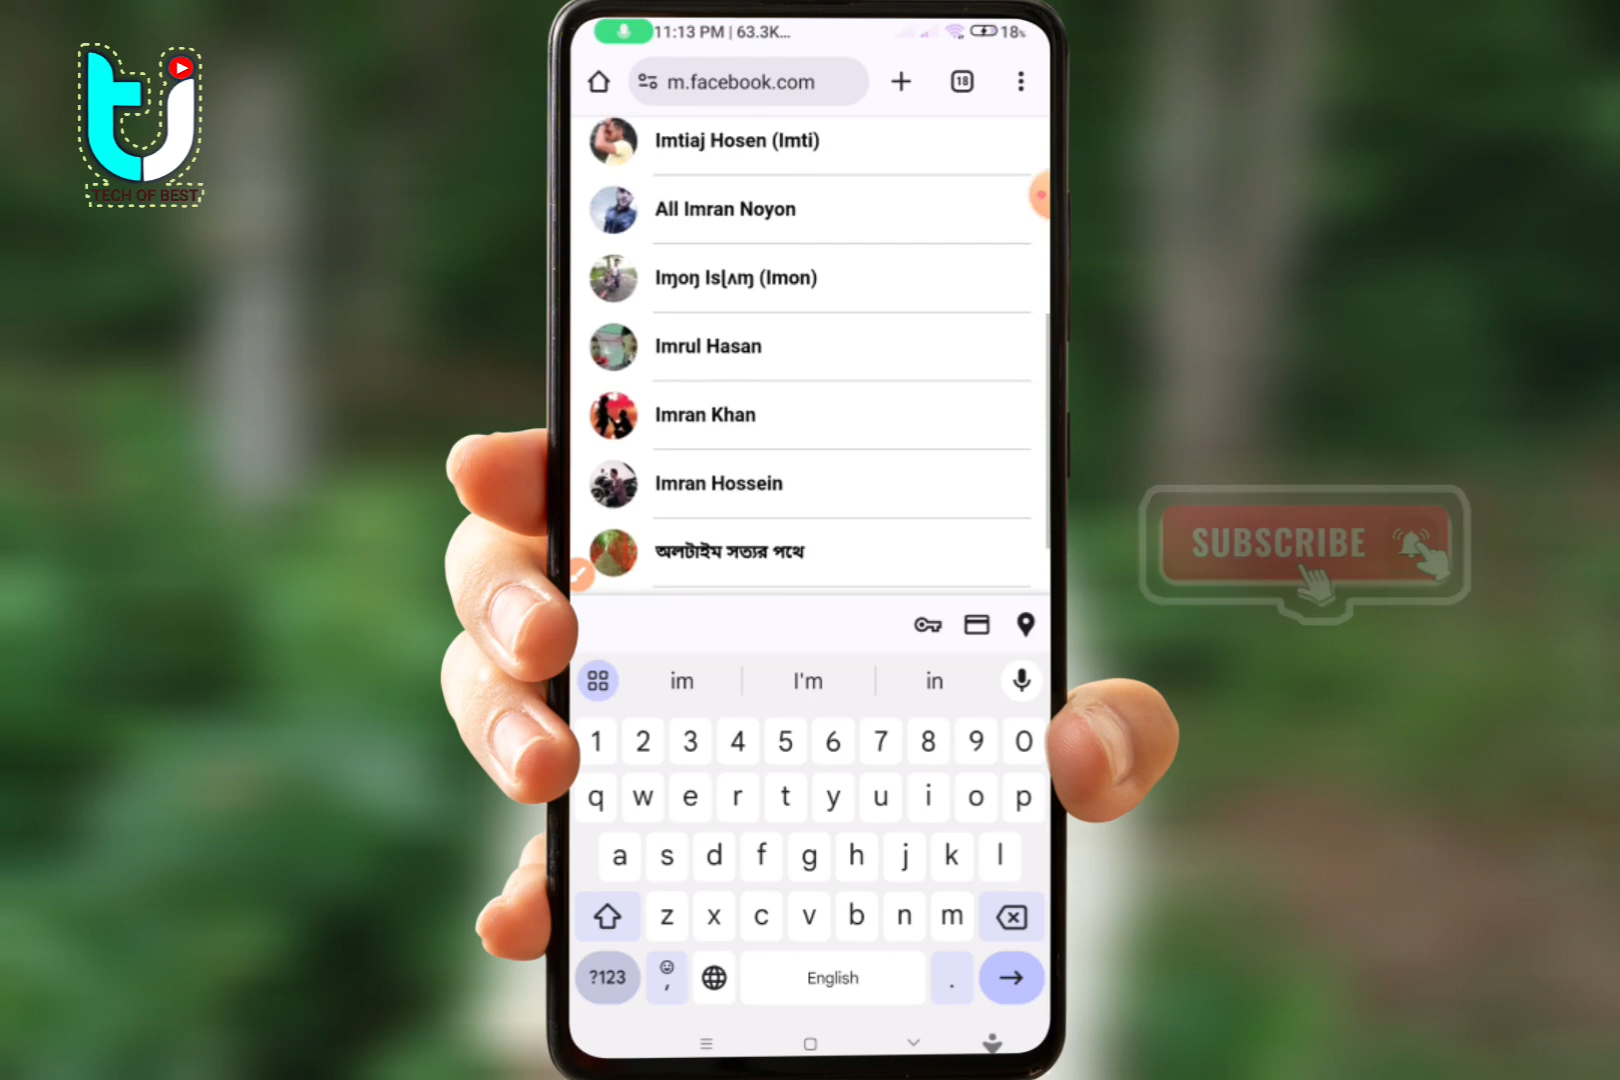 TECH OF BEST
11:13 PM | 63.3K...
18%
m.facebook.com
18
Imtiaj Hosen (Imti)
All Imran Noyon
Iɱoŋ Isɭʌɱ (Imon)
Imrul Hasan
Imran Khan
Imran Hossein
অলটাইম সত্যর পথে
SUBSCRIBE
im I'm in
1 2 3 4 5 6 7 8 9 0
q w e r t y u i o p
a s d f g h j k l
z x c v b n m
?123 , English .